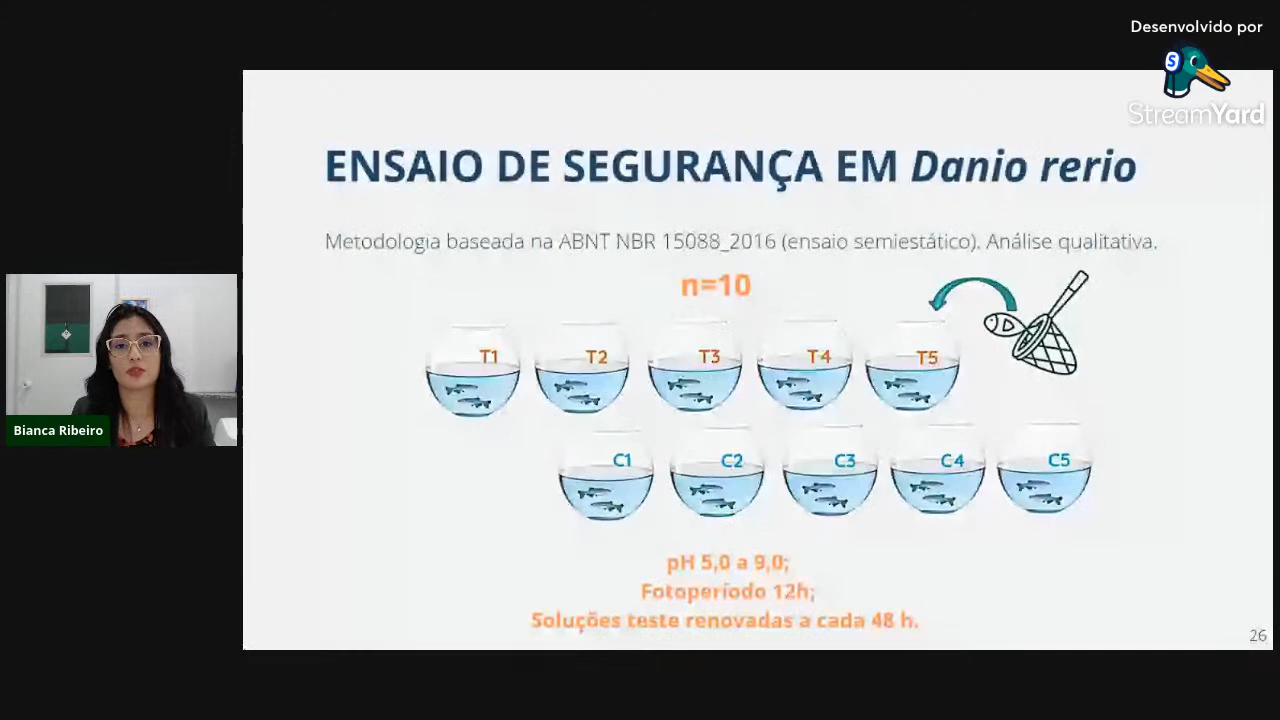 Desenvolvido por
S
StreamYard
ENSAIO DE SEGURANÇA EM Danio rerio
Metodologia baseada na ABNT NBR 15088_2016 (ensaio semiestático). Análise qualitativa.
n=10
T1 T2 T3 T4 T5
C1 C2 C3 C4 C5
Bianca Ribeiro
pH 5,0 a 9,0;
Fotoperíodo 12h;
Soluções teste renovadas a cada 48 h.
26